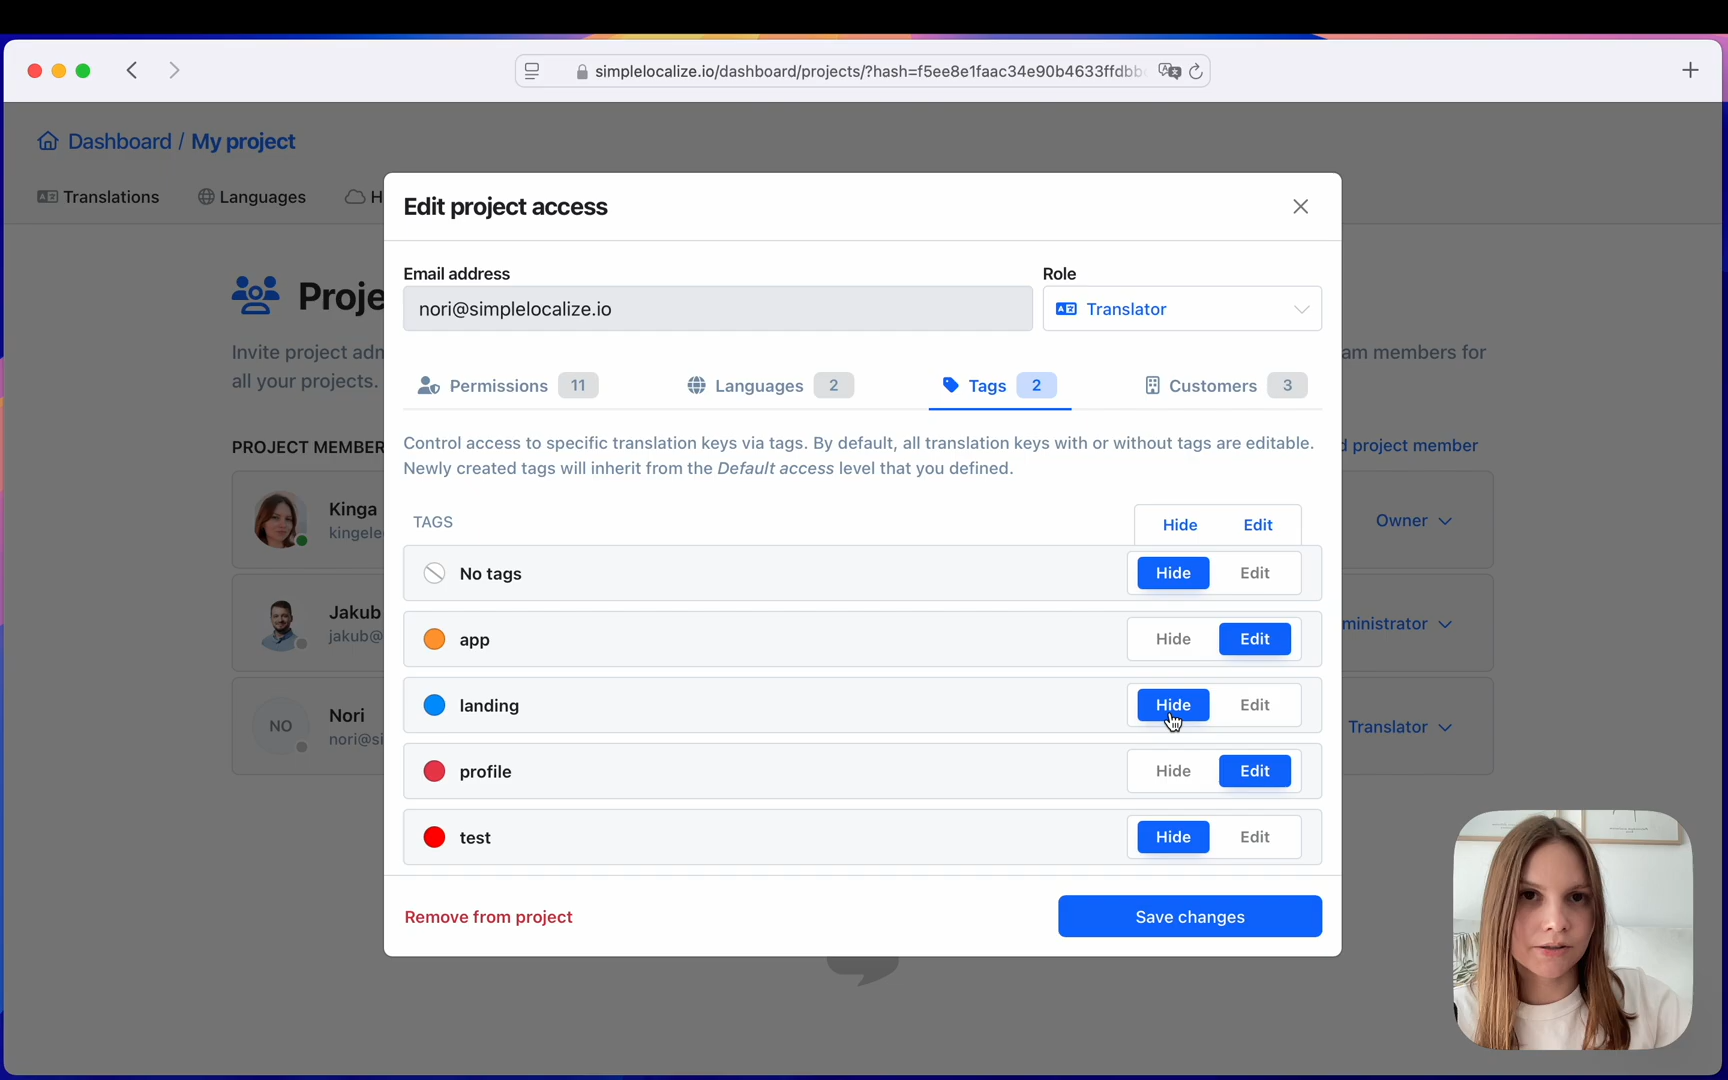 simplelocalize.io/dashboard/projects/?hash=f5ee8e1faac34e90b4633ffdbb
Dashboard / My project
Translations
Languages
H
Edit project access
Email address
Role
nori@simplelocalize.io
Translator
Proje
Invite project adm
am members for
all your projects.
Permissions 11
Languages 2
Tags 2
Customers 3
Control access to specific translation keys via tags. By default, all translation keys with or without tags are editable.
Newly created tags will inherit from the Default access level that you defined.
PROJECT MEMBER
d project member
TAGS
Hide Edit
Kinga
kingele
Owner
No tags
Hide Edit
Jakub
jakub@
ministrator
app
Hide Edit
landing
Hide Edit
NO
Nori
nori@si
Translator
profile
Hide Edit
test
Hide Edit
Remove from project
Save changes